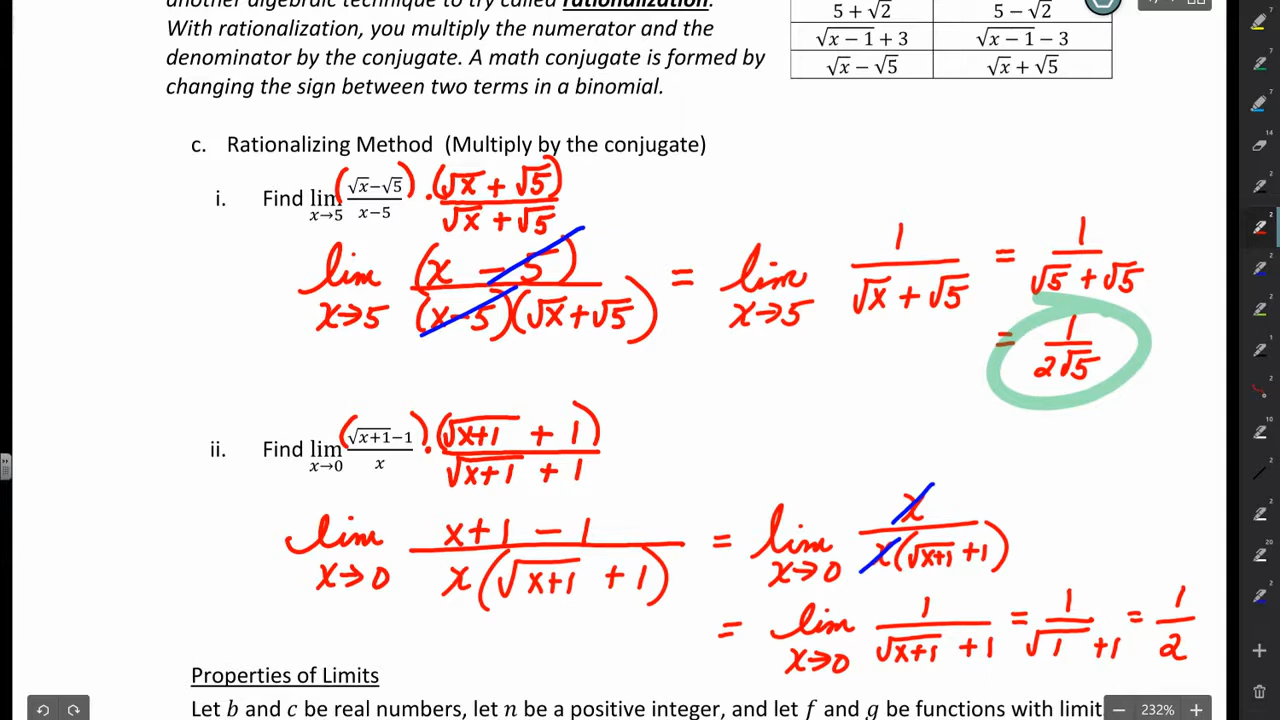 another algebraic technique to try called rationalization.
With rationalization, you multiply the numerator and the
denominator by the conjugate. A math conjugate is formed by
changing the sign between two terms in a binomial.
5 + √2 5 − √2
√(x − 1) + 3 √(x − 1) − 3
√x − √5 √x + √5
c. Rationalizing Method (Multiply by the conjugate)
i. Find lim x→5 ((√x−√5)/(x−5)) · (√x + √5)/(√x + √5)
lim x→5 (x − 5)/((x−5)(√x+√5)) = lim x→5 1/(√x + √5) = 1/(√5 + √5)
= 1/(2√5)
ii. Find lim x→0 ((√(x+1)−1)/x) · (√(x+1) + 1)/(√(x+1) + 1)
lim x→0 (x+1 − 1)/(x(√(x+1) + 1)) = lim x→0 x/(x(√(x+1) + 1))
= lim x→0 1/(√(x+1) + 1) = 1/(√1 + 1) = 1/2
Properties of Limits
Let b and c be real numbers, let n be a positive integer, and let f and g be functions with limit
232%